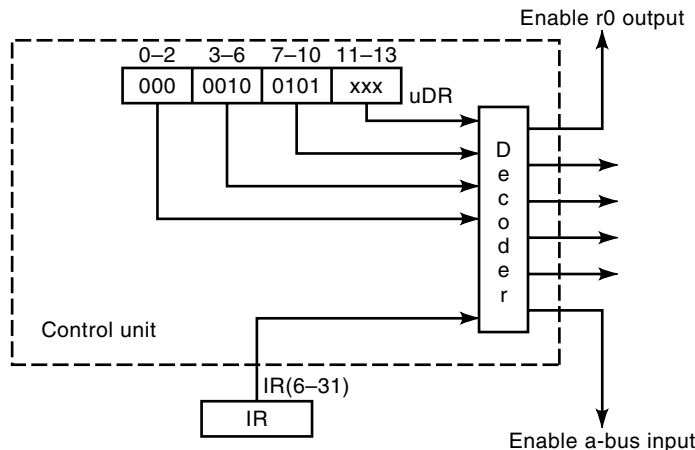 Enable r0 output
0–2 3–6 7–10 11–13
000 0010 0101 xxx
uDR
Decoder
Control unit
IR(6–31)
IR
Enable a-bus input